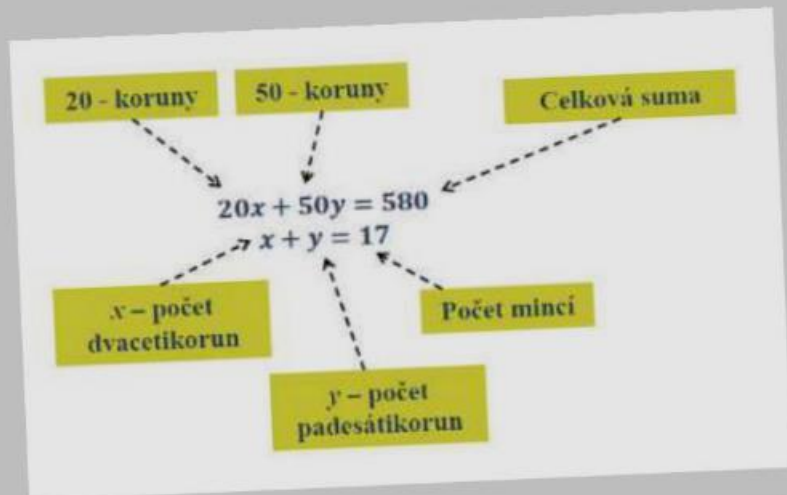 20 - koruny
50 - koruny
Celková suma
20x + 50y = 580
x + y = 17
x – počet
dvacetikorun
Počet mincí
y – počet
padesátikorun